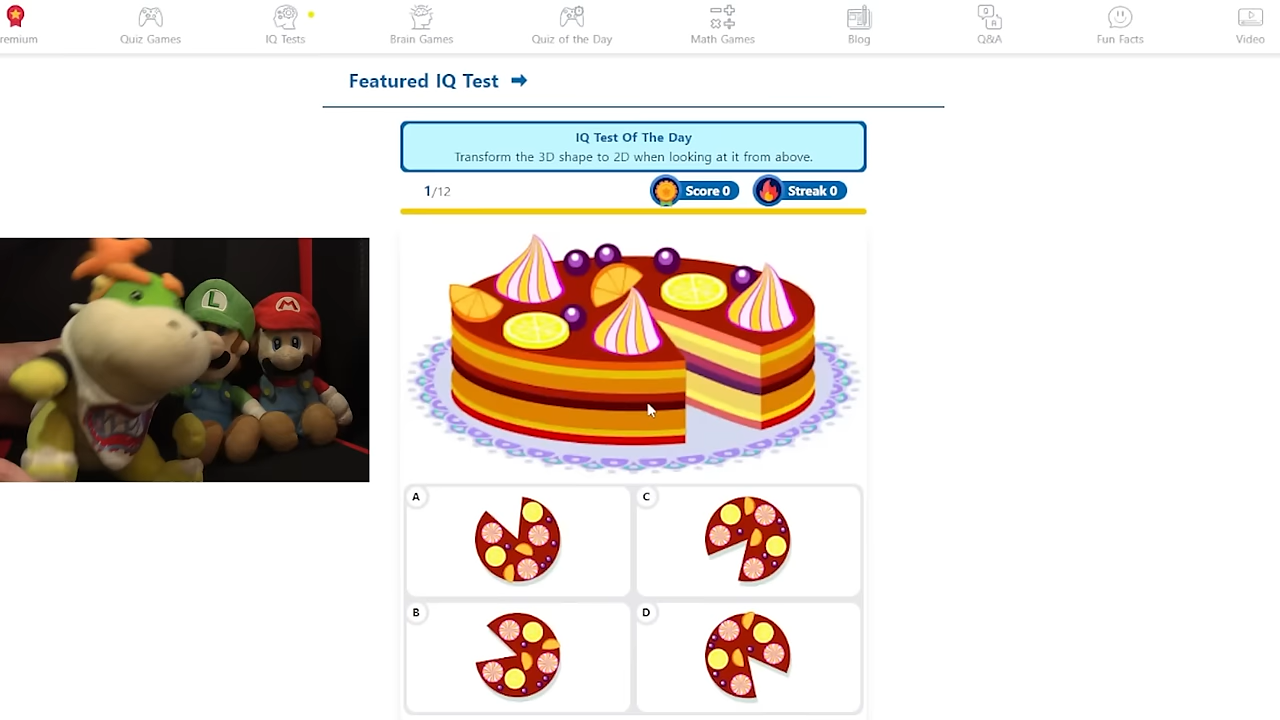 remium
Quiz Games
IQ Tests
Brain Games
Quiz of the Day
Math Games
Blog
Q&A
Fun Facts
Video
Featured IQ Test
IQ Test Of The Day
Transform the 3D shape to 2D when looking at it from above.
1/12
Score 0
Streak 0
L
M
A
C
B
D